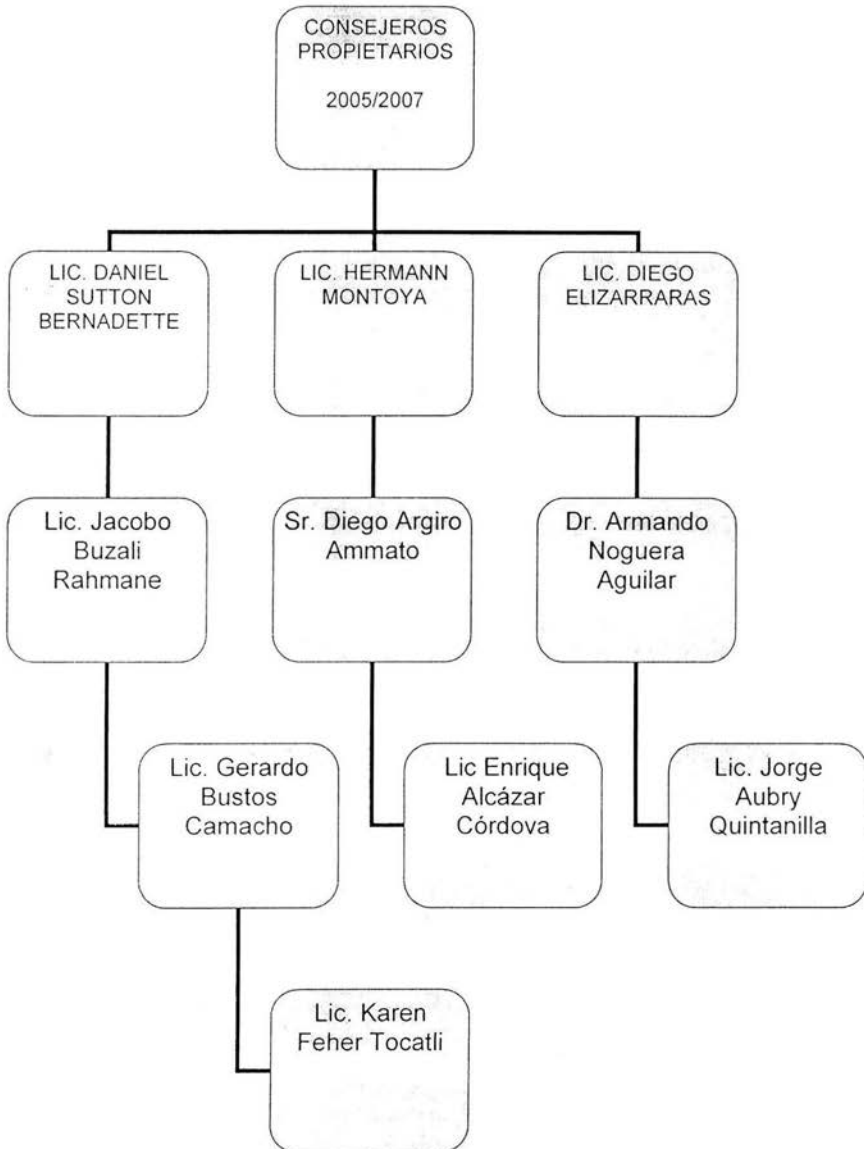 CONSEJEROS
PROPIETARIOS
2005/2007
LIC. DANIEL
SUTTON
BERNADETTE
LIC. HERMANN
MONTOYA
LIC. DIEGO
ELIZARRARAS
Lic. Jacobo
Buzali
Rahmane
Sr. Diego Argiro
Ammato
Dr. Armando
Noguera
Aguilar
Lic. Gerardo
Bustos
Camacho
Lic Enrique
Alcázar
Córdova
Lic. Jorge
Aubry
Quintanilla
Lic. Karen
Feher Tocatli